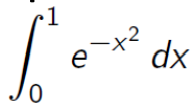 ∫₀¹ e^{-x²} dx